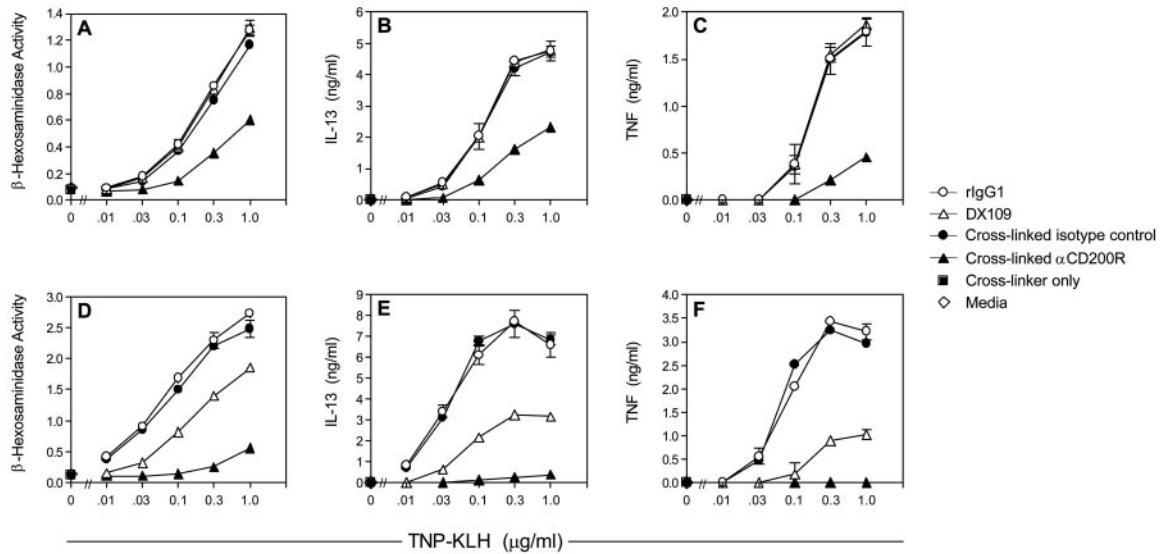 A
B
C
β-Hexosaminidase Activity
1.4
1.2
1.0
0.8
0.6
0.4
0.2
0.0
0 .01 .03 0.1 0.3 1.0
IL-13 (ng/ml)
6
5
4
3
2
1
0
0 .01 .03 0.1 0.3 1.0
TNF (ng/ml)
2.0
1.5
1.0
0.5
0.0
0 .01 .03 0.1 0.3 1.0
rIgG1
DX109
Cross-linked isotype control
Cross-linked αCD200R
Cross-linker only
Media
D
E
F
β-Hexosaminidase Activity
3.0
2.5
2.0
1.5
1.0
0.5
0.0
0 .01 .03 0.1 0.3 1.0
IL-13 (ng/ml)
9
8
7
6
5
4
3
2
1
0
0 .01 .03 0.1 0.3 1.0
TNF (ng/ml)
4.0
3.5
3.0
2.5
2.0
1.5
1.0
0.5
0.0
0 .01 .03 0.1 0.3 1.0
TNP-KLH (μg/ml)